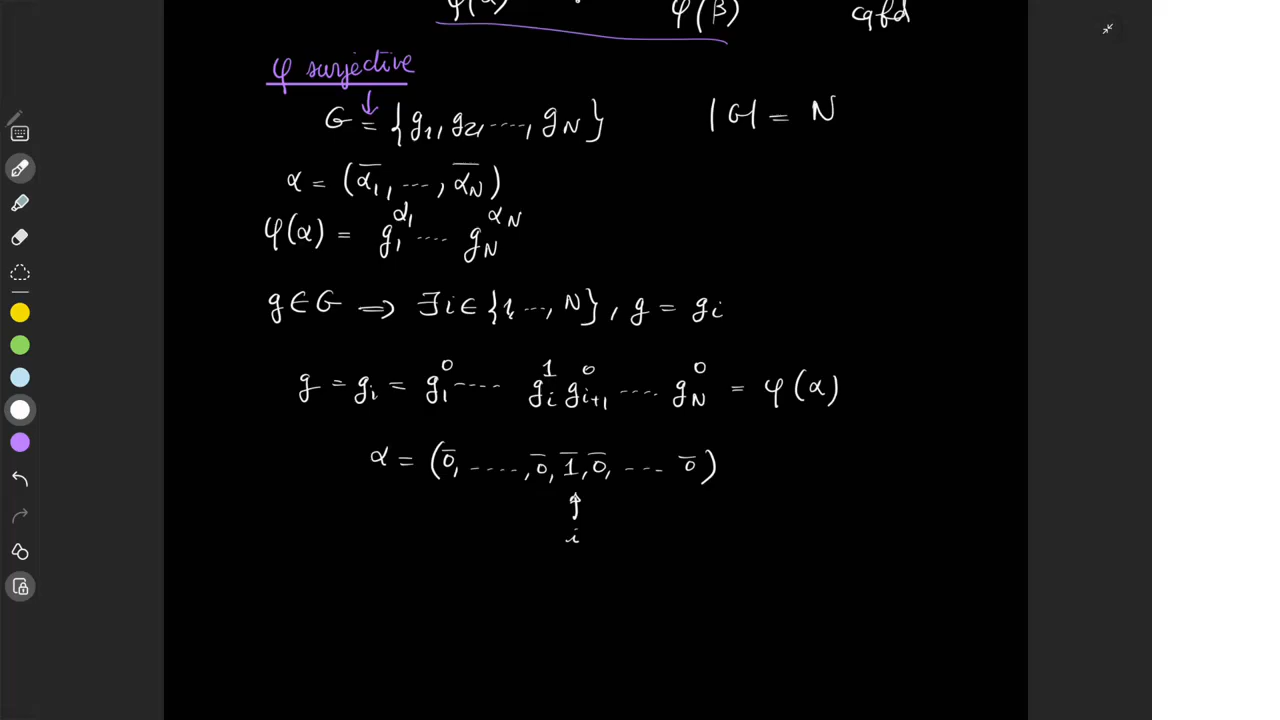 φ(α) φ(β) cqfd
φ surjective
G = {g₁, g₂, ...., g_N} |G| = N
α = (ᾱ₁, ...., ᾱ_N)
φ(α) = g₁^α₁ .... g_N^α_N
g ∈ G ⟹ ∃ i ∈ {1, ..., N}, g = gᵢ
g = gᵢ = g₁⁰ .... gᵢ¹ gᵢ₊₁⁰ .... g_N⁰ = φ(α)
α = (0̄, ....., 0̄, 1̄, 0̄, .... 0̄)
↑
i